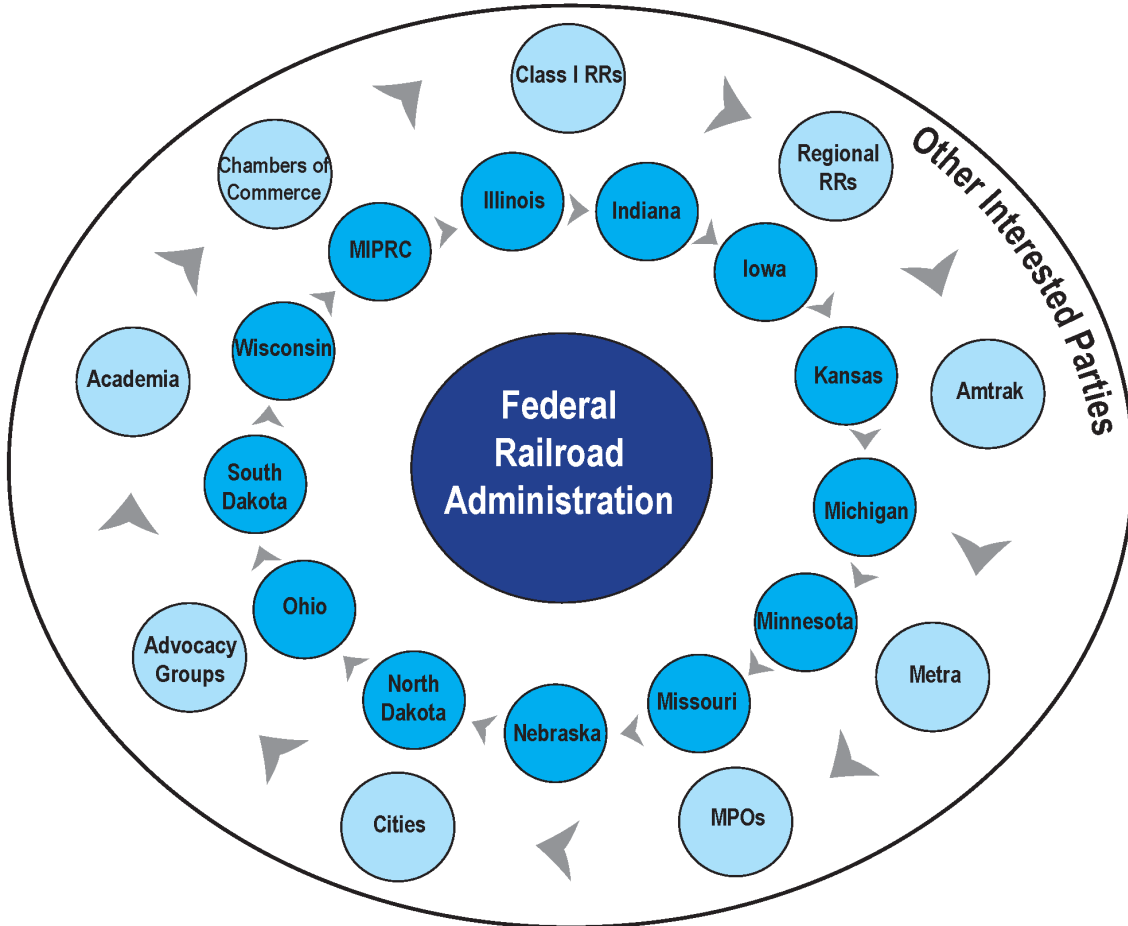 Class I RRs
Regional
RRs
Other Interested Parties
Amtrak
Metra
MPOs
Cities
Advocacy
Groups
Academia
Chambers of
Commerce
Illinois
Indiana
Iowa
Kansas
Michigan
Minnesota
Missouri
Nebraska
North
Dakota
Ohio
South
Dakota
Wisconsin
MIPRC
Federal
Railroad
Administration